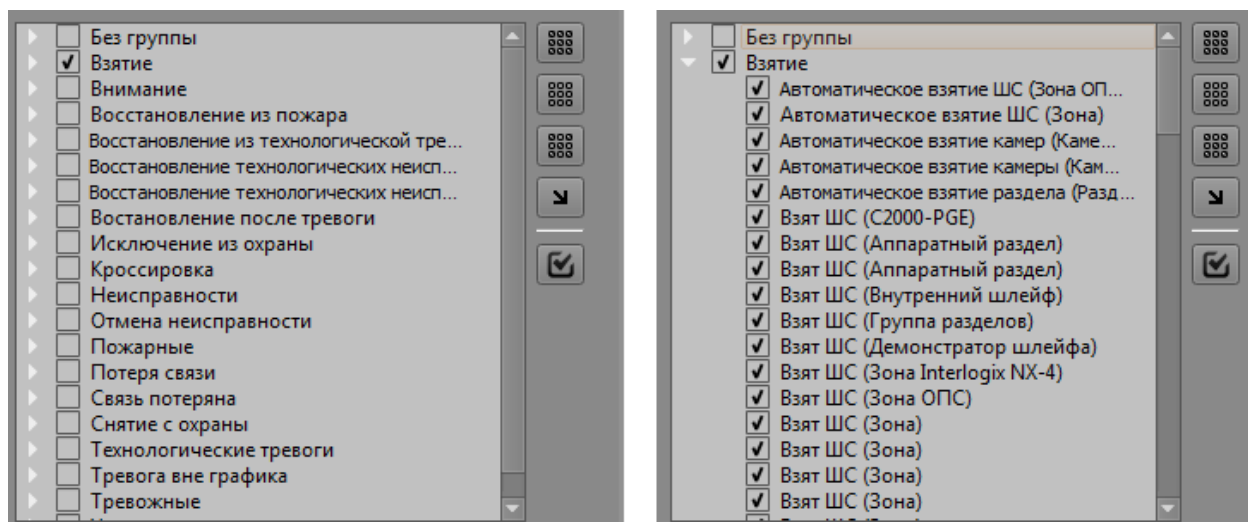 Без группы
Взятие
Внимание
Восстановление из пожара
Восстановление из технологической тре...
Восстановление технологических неисп...
Восстановление технологических неисп...
Востановление после тревоги
Исключение из охраны
Кроссировка
Неисправности
Отмена неисправности
Пожарные
Потеря связи
Связь потеряна
Снятие с охраны
Технологические тревоги
Тревога вне графика
Тревожные
Без группы
Взятие
Автоматическое взятие ШС (Зона ОП...
Автоматическое взятие ШС (Зона)
Автоматическое взятие камер (Каме...
Автоматическое взятие камеры (Кам...
Автоматическое взятие раздела (Разд...
Взят ШС (С2000-PGE)
Взят ШС (Аппаратный раздел)
Взят ШС (Аппаратный раздел)
Взят ШС (Внутренний шлейф)
Взят ШС (Группа разделов)
Взят ШС (Демонстратор шлейфа)
Взят ШС (Зона Interlogix NX-4)
Взят ШС (Зона ОПС)
Взят ШС (Зона)
Взят ШС (Зона)
Взят ШС (Зона)
Взят ШС (Зона)